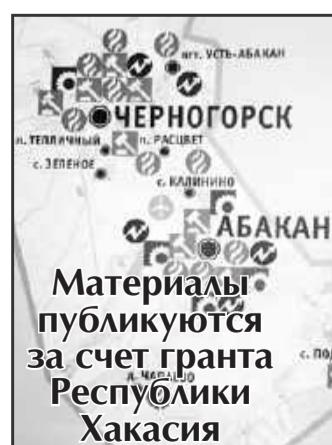 пгт. УСТЬ-АБАКАН
ЧЕРНОГОРСК
п. ТЕПЛИЧНЫЙ
п. РАСЦВЕТ
с. ЗЕЛЕНОЕ
с. КАЛИНИНО
АБАКАН
Материалы
публикуются
за счет гранта
Республики
Хакасия